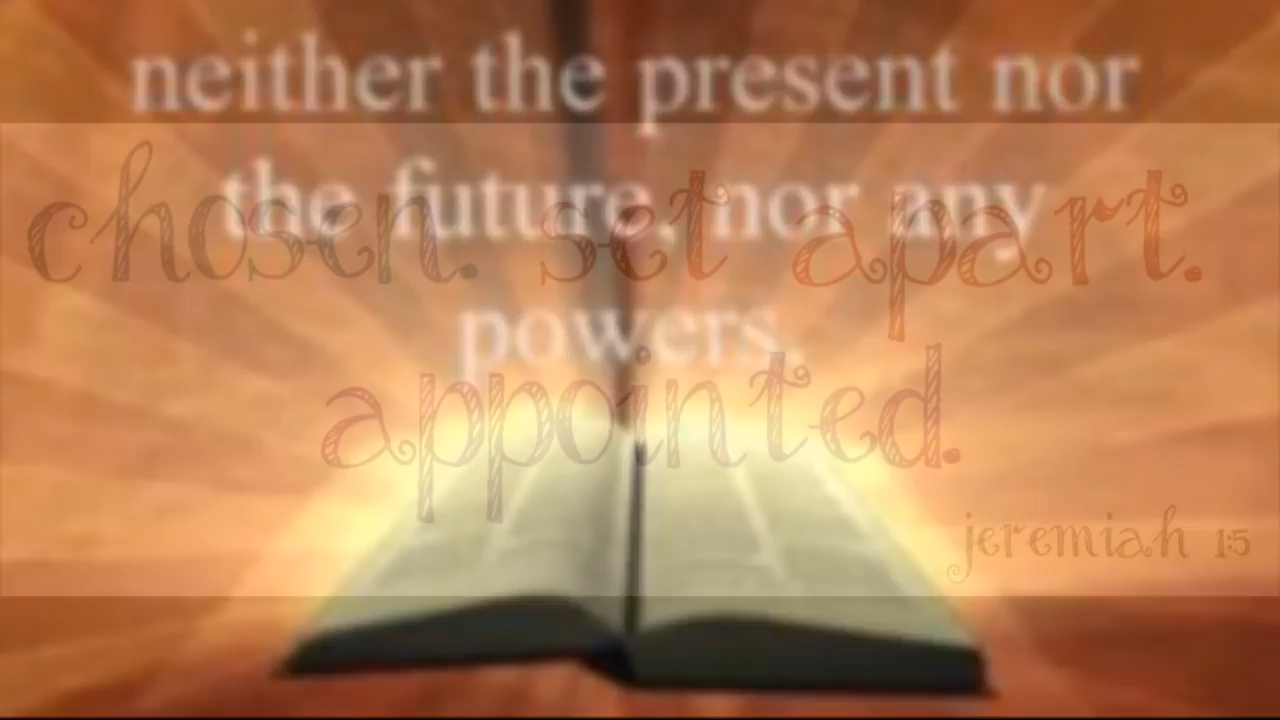 neither the present nor
the future, nor any
powers,
chosen. set apart.
appointed.
jeremiah 1:5